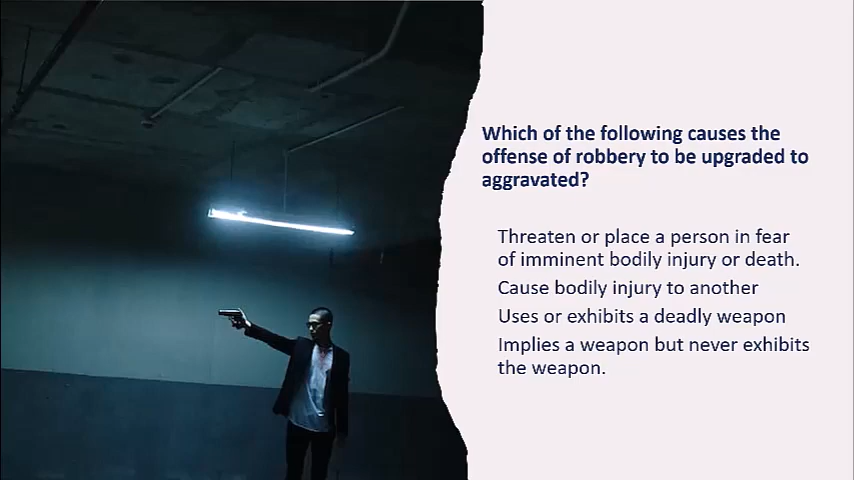 Which of the following causes the
offense of robbery to be upgraded to
aggravated?
Threaten or place a person in fear
of imminent bodily injury or death.
Cause bodily injury to another
Uses or exhibits a deadly weapon
Implies a weapon but never exhibits
the weapon.